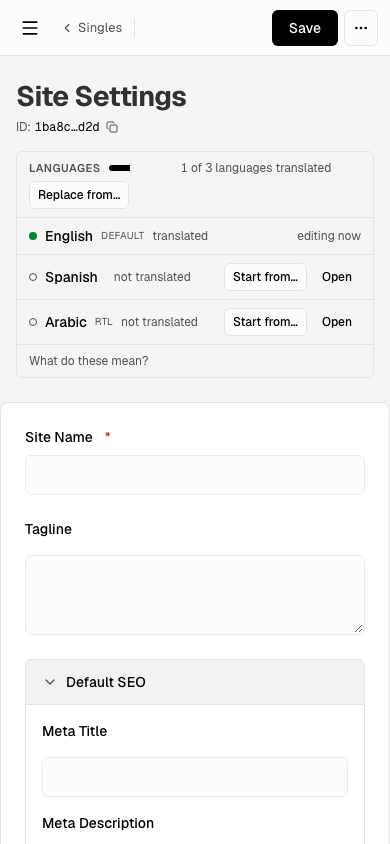 Singles
Save
Site Settings
ID: 1ba8c...d2d
LANGUAGES 1 of 3 languages translated
Replace from...
English DEFAULT translated editing now
Spanish not translated Start from... Open
Arabic RTL not translated Start from... Open
What do these mean?
Site Name *
Tagline
Default SEO
Meta Title
Meta Description